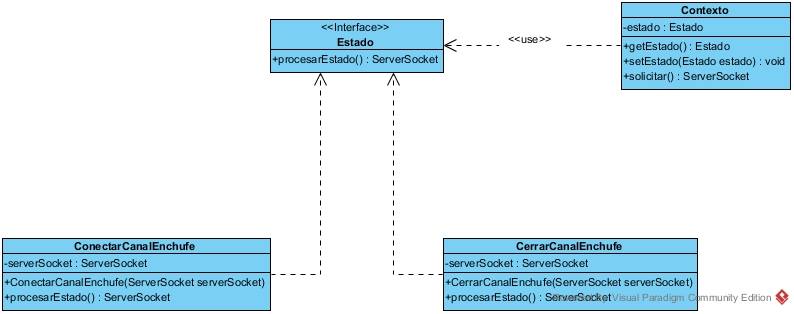 <<Interface>>
Estado
+procesarEstado() : ServerSocket
<<use>>
Contexto
-estado : Estado
+getEstado() : Estado
+setEstado(Estado estado) : void
+solicitar() : ServerSocket
ConectarCanalEnchufe
-serverSocket : ServerSocket
+ConectarCanalEnchufe(ServerSocket serverSocket)
+procesarEstado() : ServerSocket
CerrarCanalEnchufe
-serverSocket : ServerSocket
+CerrarCanalEnchufe(ServerSocket serverSocket)
+procesarEstado() : ServerSocket
Visual Paradigm Community Edition